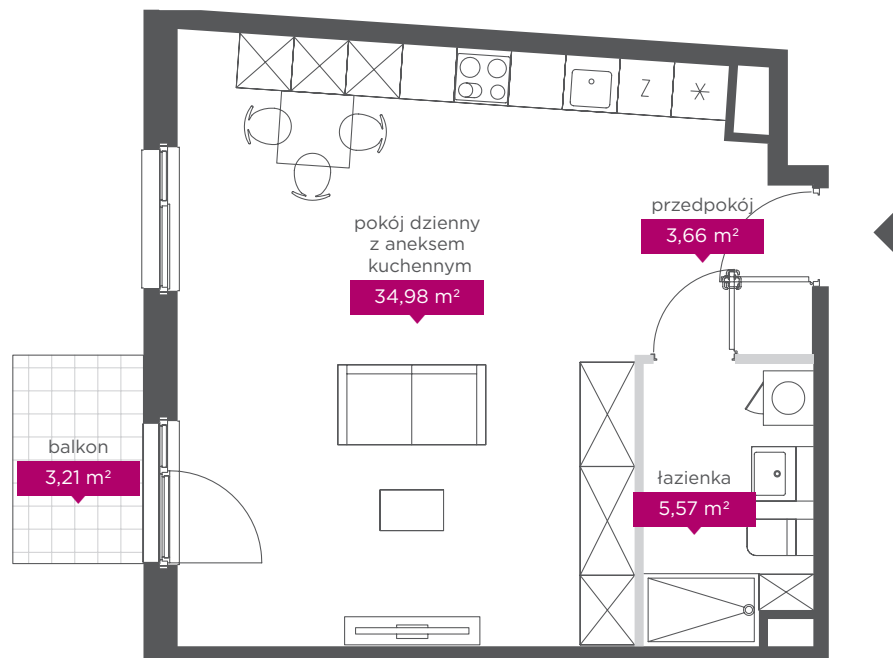 Z
przedpokój
3,66 m²
pokój dzienny
z aneksem
kuchennym
34,98 m²
balkon
3,21 m²
łazienka
5,57 m²